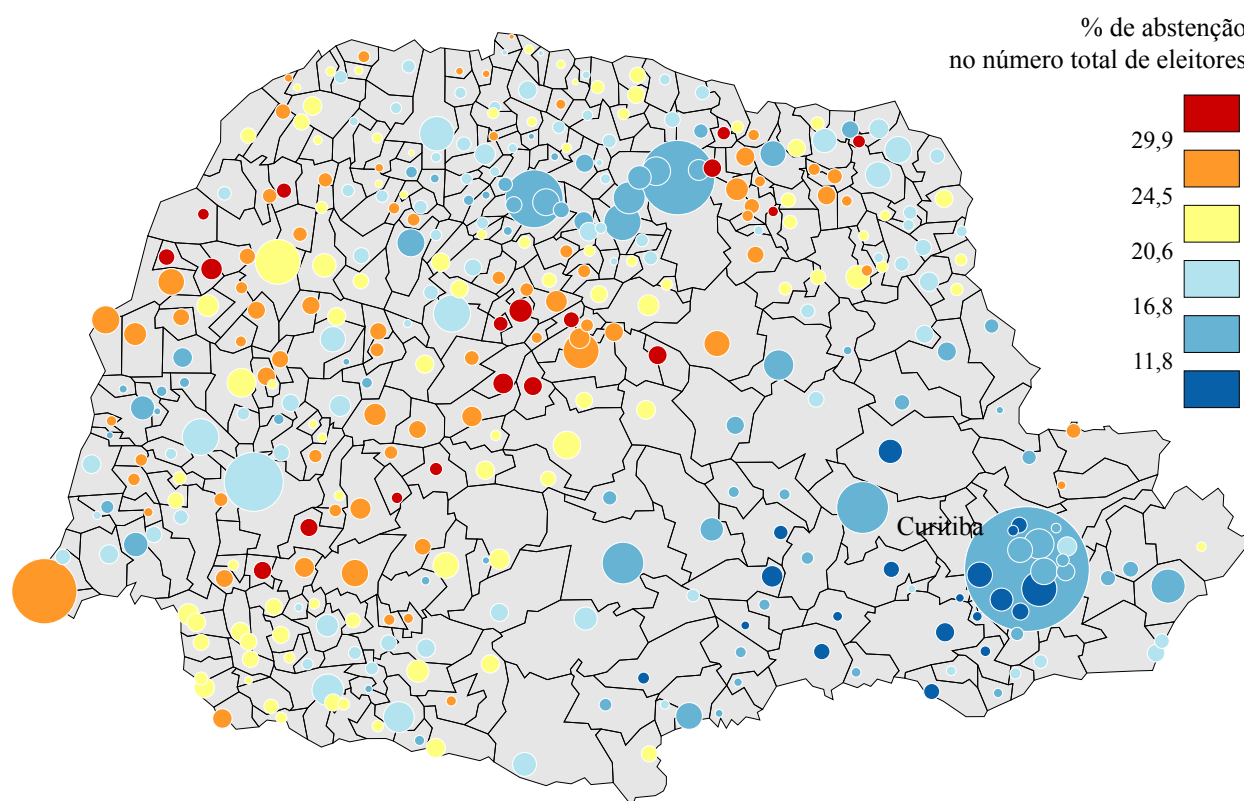 % de abstenção
no número total de eleitores
29,9
24,5
20,6
16,8
11,8
Curitiba